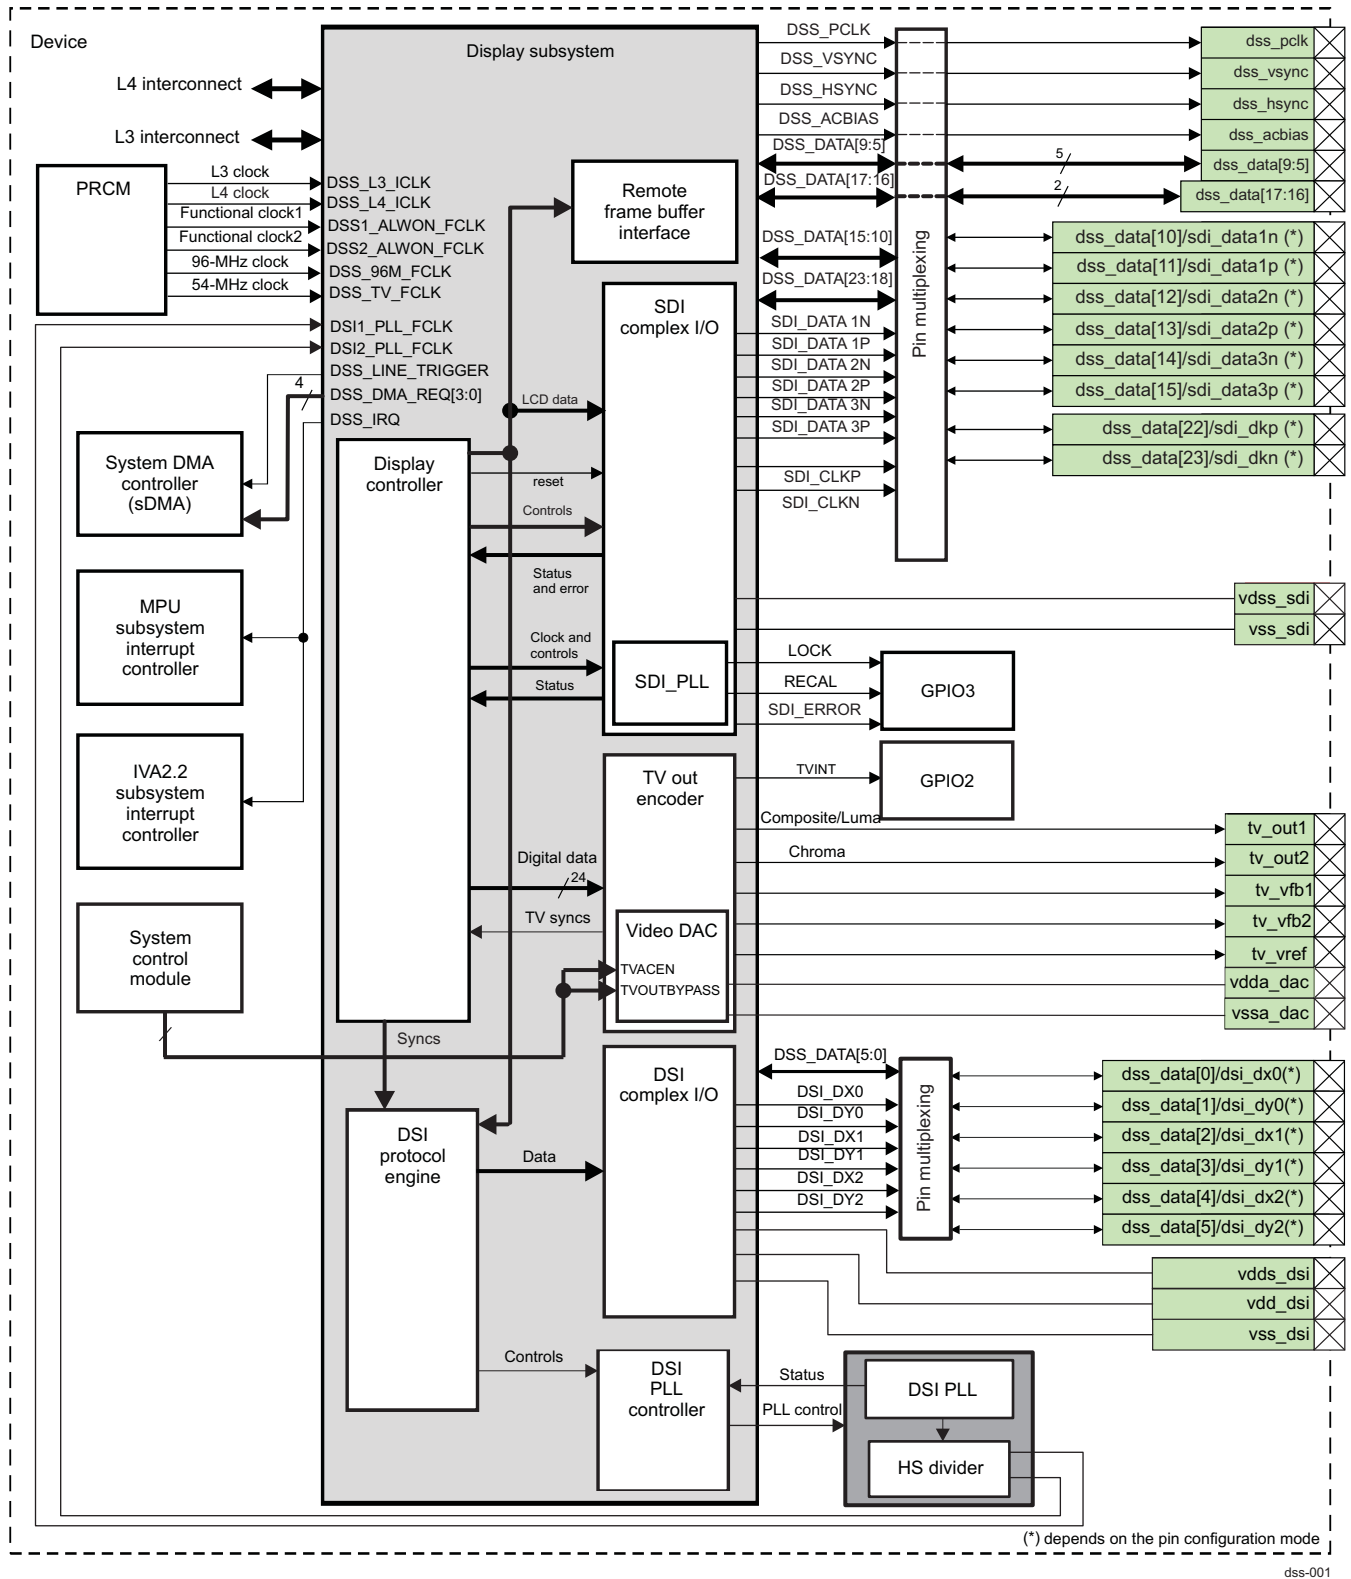 Device
Display subsystem
L4 interconnect
L3 interconnect
PRCM
L3 clock
L4 clock
Functional clock1
Functional clock2
96-MHz clock
54-MHz clock
DSS_L3_ICLK
DSS_L4_ICLK
DSS1_ALWON_FCLK
DSS2_ALWON_FCLK
DSS_96M_FCLK
DSS_TV_FCLK
DSI1_PLL_FCLK
DSI2_PLL_FCLK
DSS_LINE_TRIGGER
DSS_DMA_REQ[3:0]
DSS_IRQ
4
System DMA
controller
(sDMA)
MPU
subsystem
interrupt
controller
IVA2.2
subsystem
interrupt
controller
System
control
module
Display
controller
Remote
frame buffer
interface
SDI
complex I/O
LCD data
reset
Controls
Status
and error
Clock and
controls
Status
SDI_PLL
TV out
encoder
Digital data
24
TV syncs
Video DAC
TVACEN
TVOUTBYPASS
Syncs
DSI
protocol
engine
Data
DSI
complex I/O
Controls
DSI
PLL
controller
DSS_PCLK
DSS_VSYNC
DSS_HSYNC
DSS_ACBIAS
DSS_DATA[9:5]
DSS_DATA[17:16]
DSS_DATA[15:10]
DSS_DATA[23:18]
SDI_DATA 1N
SDI_DATA 1P
SDI_DATA 2N
SDI_DATA 2P
SDI_DATA 3N
SDI_DATA 3P
SDI_CLKP
SDI_CLKN
Pin multiplexing
5
2
dss_pclk
dss_vsync
dss_hsync
dss_acbias
dss_data[9:5]
dss_data[17:16]
dss_data[10]/sdi_data1n (*)
dss_data[11]/sdi_data1p (*)
dss_data[12]/sdi_data2n (*)
dss_data[13]/sdi_data2p (*)
dss_data[14]/sdi_data3n (*)
dss_data[15]/sdi_data3p (*)
dss_data[22]/sdi_dkp (*)
dss_data[23]/sdi_dkn (*)
vdss_sdi
vss_sdi
LOCK
RECAL
SDI_ERROR
GPIO3
TVINT
GPIO2
Composite/Luma
Chroma
tv_out1
tv_out2
tv_vfb1
tv_vfb2
tv_vref
vdda_dac
vssa_dac
DSS_DATA[5:0]
DSI_DX0
DSI_DY0
DSI_DX1
DSI_DY1
DSI_DX2
DSI_DY2
Pin multiplexing
dss_data[0]/dsi_dx0(*)
dss_data[1]/dsi_dy0(*)
dss_data[2]/dsi_dx1(*)
dss_data[3]/dsi_dy1(*)
dss_data[4]/dsi_dx2(*)
dss_data[5]/dsi_dy2(*)
vdds_dsi
vdd_dsi
vss_dsi
Status
PLL control
DSI PLL
HS divider
(*) depends on the pin configuration mode
dss-001